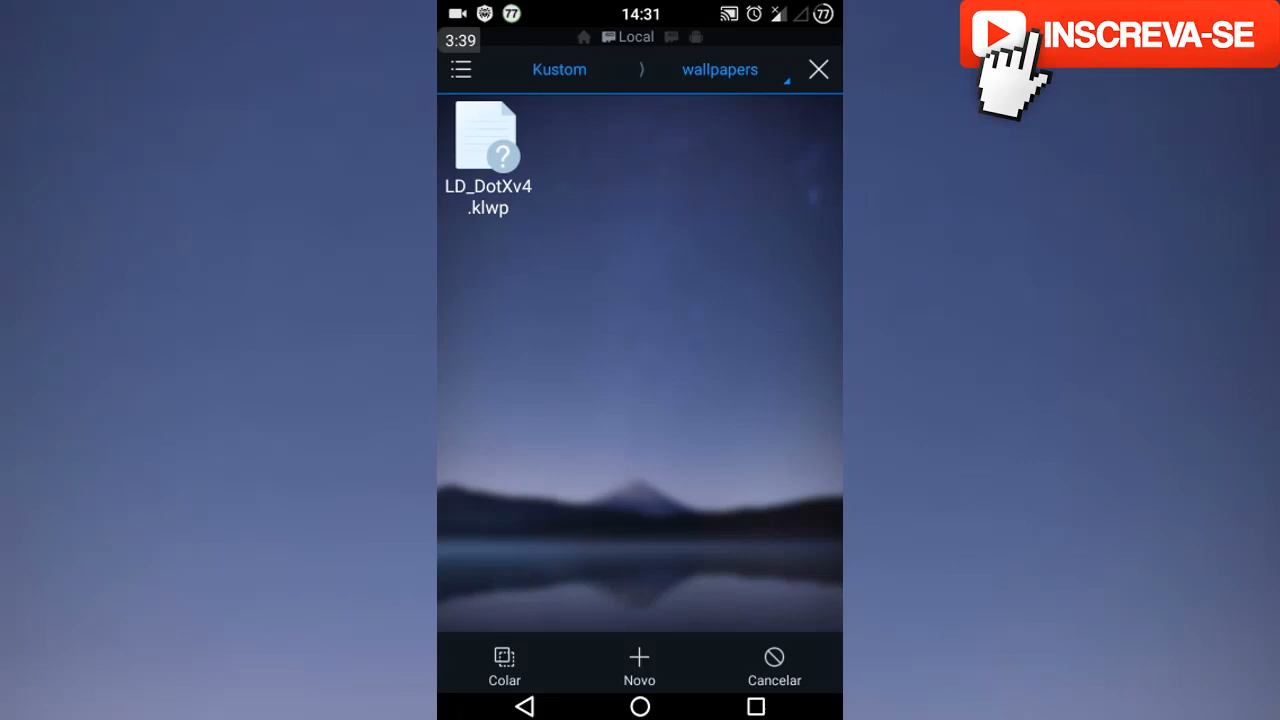 77
14:31
77
INSCREVA-SE
3:39
Local
Kustom
wallpapers
?
LD_DotXv4
.klwp
Colar
Novo
Cancelar